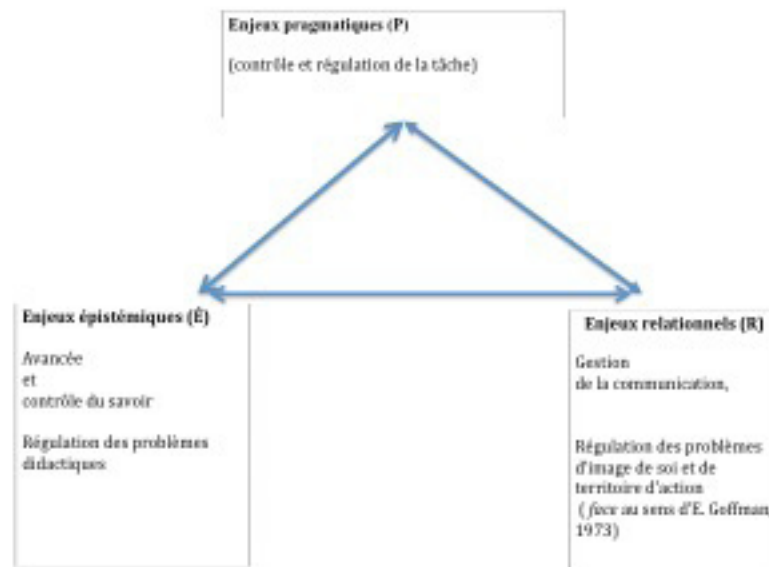 Enjeux pragmatiques (P)
(contrôle et régulation de la tâche)
Enjeux épistémiques (É)
Avancée
et
contrôle du savoir
Régulation des problèmes
didactiques
Enjeux relationnels (R)
Gestion
de la communication,
Régulation des problèmes
d'image de soi et de
territoire d'action
( face au sens d'E. Goffman,
1973)